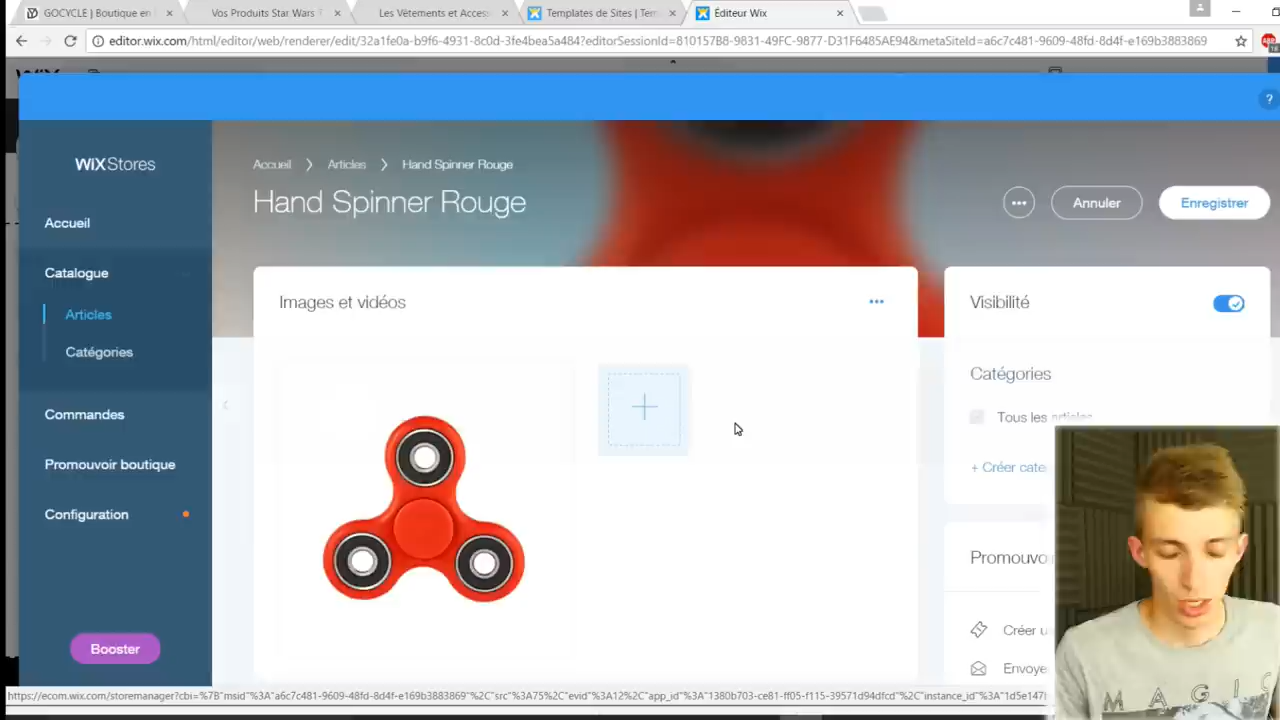 GOCYCLE | Boutique en
Vos Produits Star Wars
Les Vêtements et Access
Templates de Sites | Tem
Éditeur Wix
editor.wix.com/html/editor/web/renderer/edit/32a1fe0a-b9f6-4931-8c0d-3fe4bea5a484?editorSessionId=810157B8-9831-49FC-9877-D31F6485AE94&metaSiteId=a6c7c481-9609-48fd-8d4f-e169b3883869
?
WiX Stores
Accueil
Catalogue
Articles
Catégories
Commandes
Promouvoir boutique
Configuration
Booster
Accueil > Articles > Hand Spinner Rouge
Hand Spinner Rouge
Annuler
Enregistrer
Images et vidéos
Visibilité
Catégories
Tous les articles
+ Créer caté
Promouvo
Créer u
Envoye
https://ecom.wix.com/storemanager?cbi=%7B"msid"%3A"a6c7c481-9609-48fd-8d4f-e169b3883869"%2C"src"%3A75%2C"evid"%3A12%2C"app_id"%3A"1380b703-ce81-ff05-f115-39571d94dfcd"%2C"instance_id"%3A"1d5e147
MAGIC